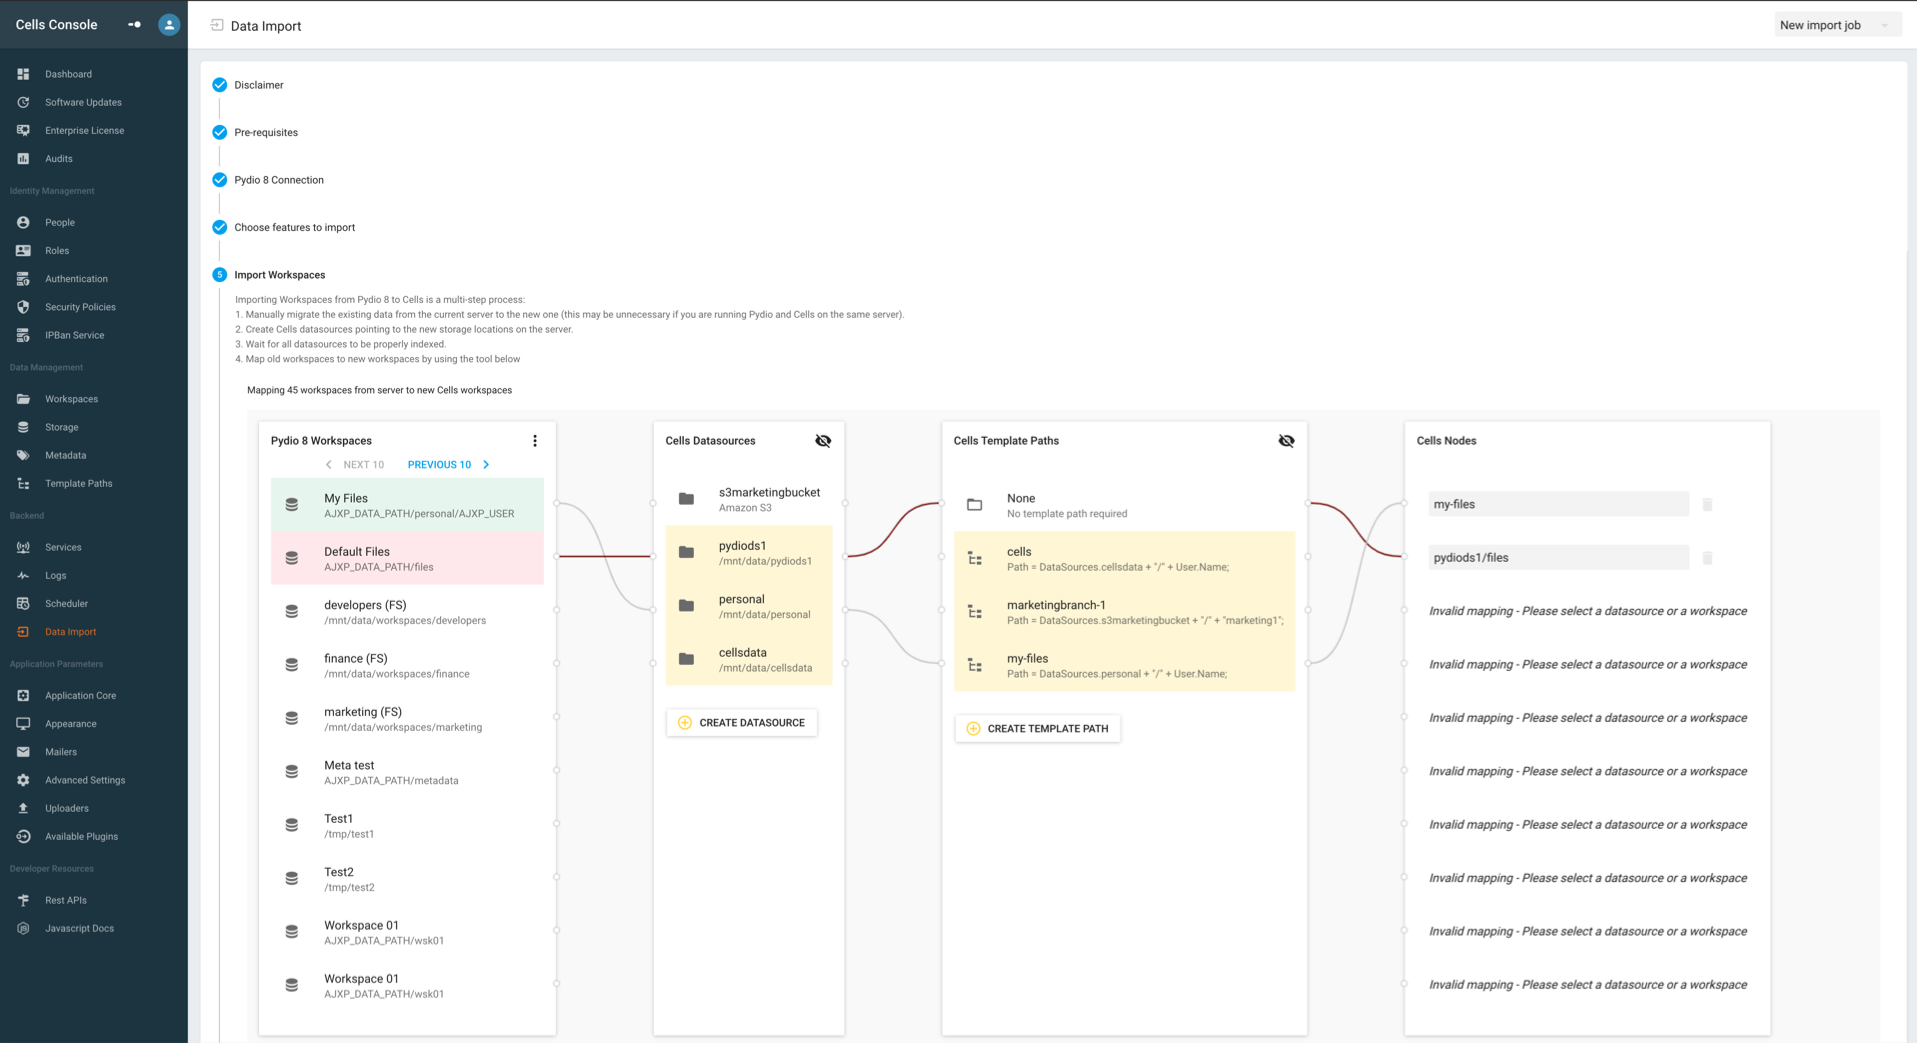 Cells Console
Dashboard
Software Updates
Enterprise License
Audits
Identity Management
People
Roles
Authentication
Security Policies
IPBan Service
Data Management
Workspaces
Storage
Metadata
Template Paths
Backend
Services
Logs
Scheduler
Data Import
Application Parameters
Application Core
Appearance
Mailers
Advanced Settings
Uploaders
Available Plugins
Developer Resources
Rest APIs
Javascript Docs
Data Import
New import job
Disclaimer
Pre-requisites
Pydio 8 Connection
Choose features to import
5 Import Workspaces
Importing Workspaces from Pydio 8 to Cells is a multi-step process:
1. Manually migrate the existing data from the current server to the new one (this may be unnecessary if you are running Pydio and Cells on the same server).
2. Create Cells datasources pointing to the new storage locations on the server.
3. Wait for all datasources to be properly indexed.
4. Map old workspaces to new workspaces by using the tool below
Mapping 45 workspaces from server to new Cells workspaces
Pydio 8 Workspaces
NEXT 10 PREVIOUS 10
My Files
AJXP_DATA_PATH/personal/AJXP_USER
Default Files
AJXP_DATA_PATH/files
developers (FS)
/mnt/data/workspaces/developers
finance (FS)
/mnt/data/workspaces/finance
marketing (FS)
/mnt/data/workspaces/marketing
Meta test
AJXP_DATA_PATH/metadata
Test1
/tmp/test1
Test2
/tmp/test2
Workspace 01
AJXP_DATA_PATH/wsk01
Workspace 01
AJXP_DATA_PATH/wsk01
Cells Datasources
s3marketingbucket
Amazon S3
pydiods1
/mnt/data/pydiods1
personal
/mnt/data/personal
cellsdata
/mnt/data/cellsdata
CREATE DATASOURCE
Cells Template Paths
None
No template path required
cells
Path = DataSources.cellsdata + "/" + User.Name;
marketingbranch-1
Path = DataSources.s3marketingbucket + "/" + "marketing1";
my-files
Path = DataSources.personal + "/" + User.Name;
CREATE TEMPLATE PATH
Cells Nodes
my-files
pydiods1/files
Invalid mapping - Please select a datasource or a workspace
Invalid mapping - Please select a datasource or a workspace
Invalid mapping - Please select a datasource or a workspace
Invalid mapping - Please select a datasource or a workspace
Invalid mapping - Please select a datasource or a workspace
Invalid mapping - Please select a datasource or a workspace
Invalid mapping - Please select a datasource or a workspace
Invalid mapping - Please select a datasource or a workspace